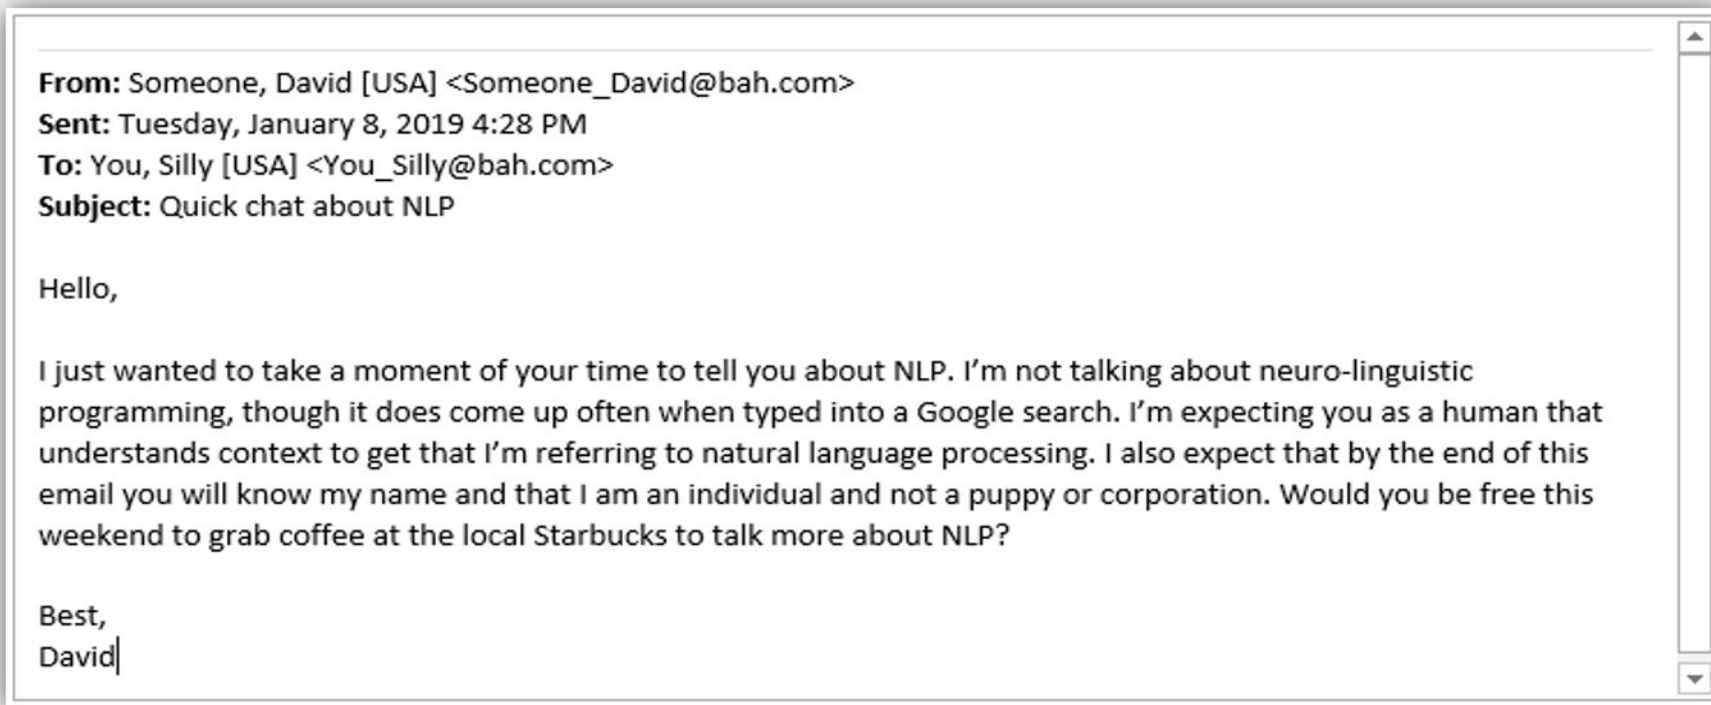 From: Someone, David [USA] <Someone_David@bah.com>
Sent: Tuesday, January 8, 2019 4:28 PM
To: You, Silly [USA] <You_Silly@bah.com>
Subject: Quick chat about NLP
Hello,
I just wanted to take a moment of your time to tell you about NLP. I’m not talking about neuro-linguistic
programming, though it does come up often when typed into a Google search. I’m expecting you as a human that
understands context to get that I’m referring to natural language processing. I also expect that by the end of this
email you will know my name and that I am an individual and not a puppy or corporation. Would you be free this
weekend to grab coffee at the local Starbucks to talk more about NLP?
Best,
David